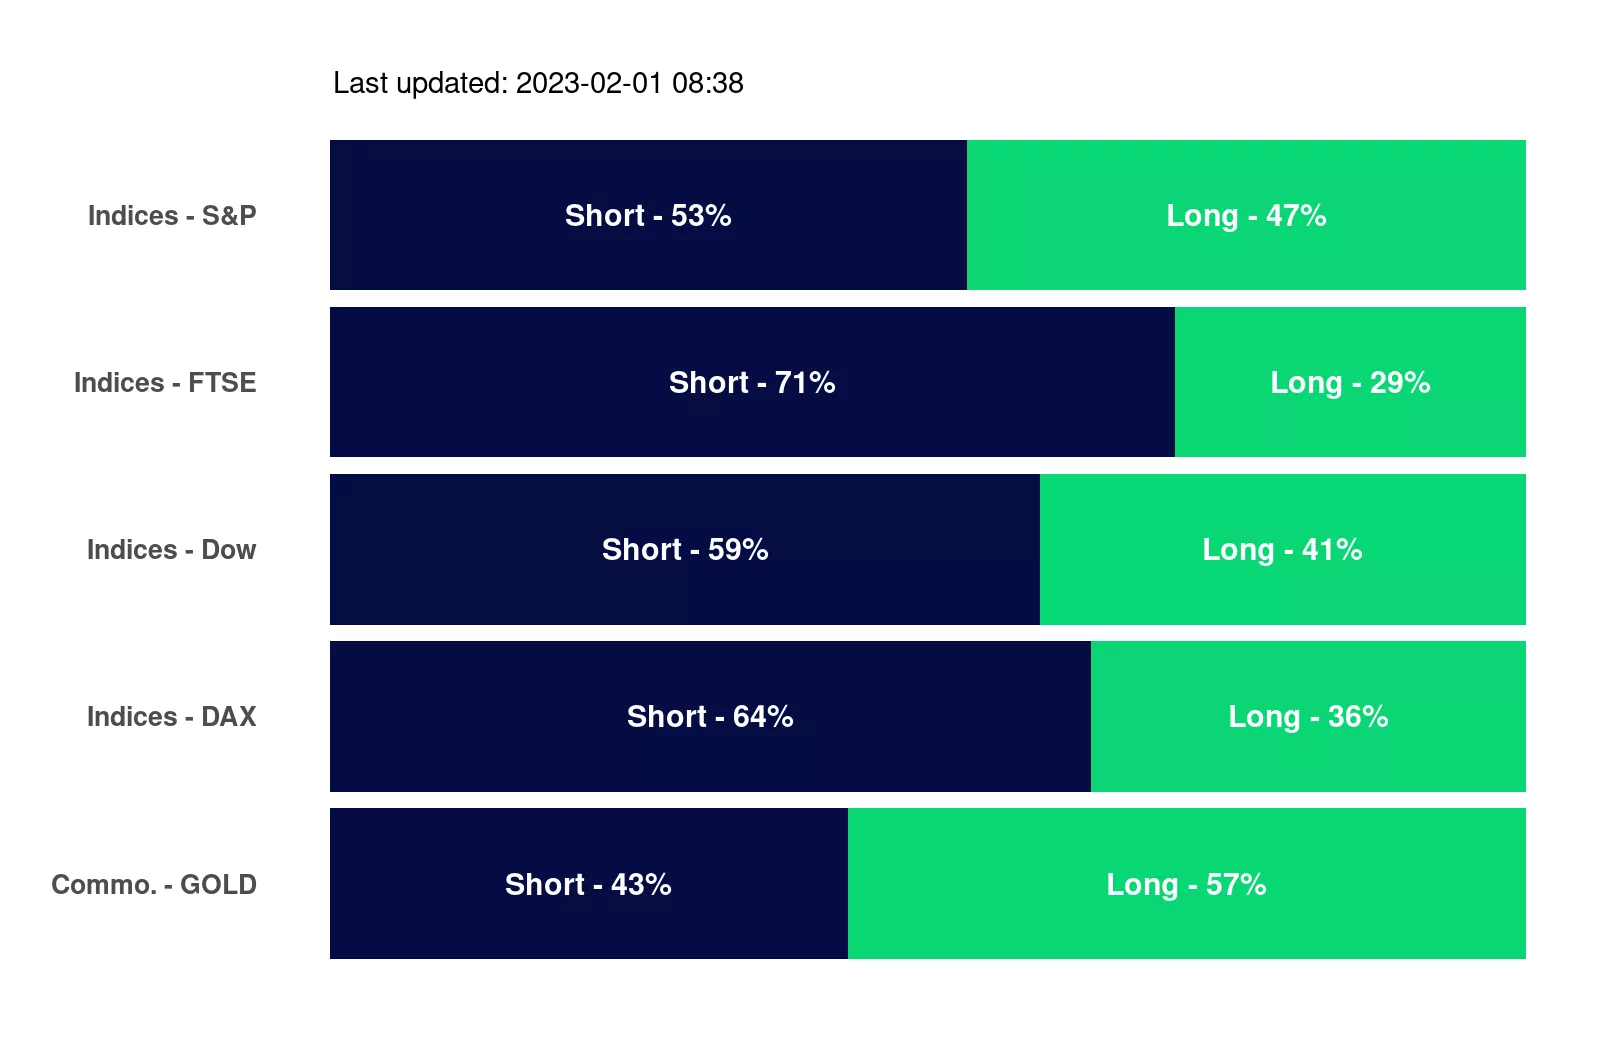 Last updated: 2023-02-01 08:38
Indices - S&P Short - 53% Long - 47%
Indices - FTSE Short - 71% Long - 29%
Indices - Dow Short - 59% Long - 41%
Indices - DAX Short - 64% Long - 36%
Commo. - GOLD Short - 43% Long - 57%